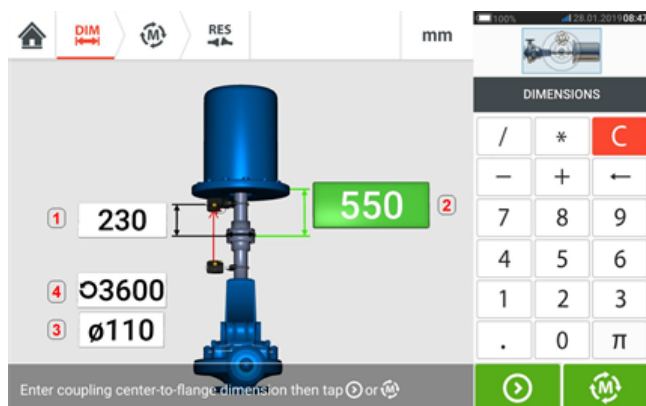 DIM
M
RES
mm
100%
28.01.2019 08:47
DIMENSIONS
1
230
550
2
4
3600
3
ø110
Enter coupling center-to-flange dimension then tap or M
/ * C
− + ←
7 8 9
4 5 6
1 2 3
. 0 π
M